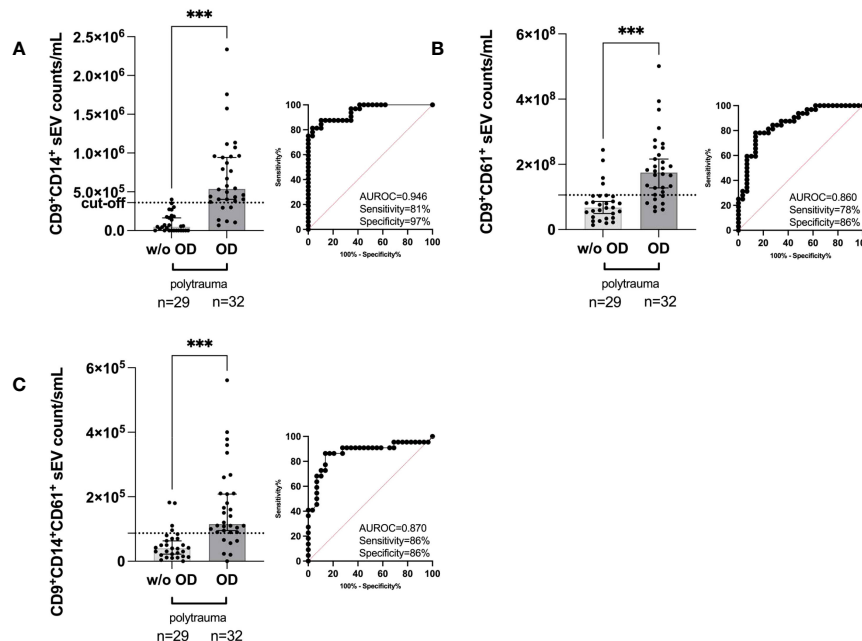 A
CD9⁺CD14⁺ sEV counts/mL
2.5×10⁶
2.0×10⁶
1.5×10⁶
1.0×10⁶
5.0×10⁵
cut-off
0.0
***
w/o OD OD
polytrauma
n=29 n=32
Sensitivity%
100
80
60
40
20
0
0 20 40 60 80 100
100% - Specificity%
AUROC=0.946
Sensitivity=81%
Specificity=97%
B
CD9⁺CD61⁺ sEV counts/mL
6×10⁸
4×10⁸
2×10⁸
0
***
w/o OD OD
polytrauma
n=29 n=32
Sensitivity%
100
80
60
40
20
0
0 20 40 60 80 100
100% - Specificity%
AUROC=0.860
Sensitivity=78%
Specificity=86%
C
CD9⁺CD14⁺CD61⁺ sEV count/smL
6×10⁵
4×10⁵
2×10⁵
0
***
w/o OD OD
polytrauma
n=29 n=32
Sensitivity%
100
80
60
40
20
0
0 20 40 60 80 100
100% - Specificity%
AUROC=0.870
Sensitivity=86%
Specificity=86%